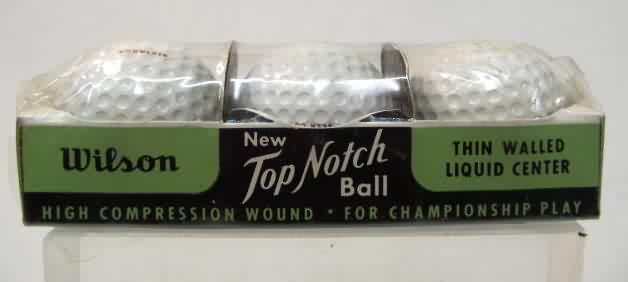 Wilson
New
Top Notch
Ball
THIN WALLED
LIQUID CENTER
HIGH COMPRESSION WOUND • FOR CHAMPIONSHIP PLAY